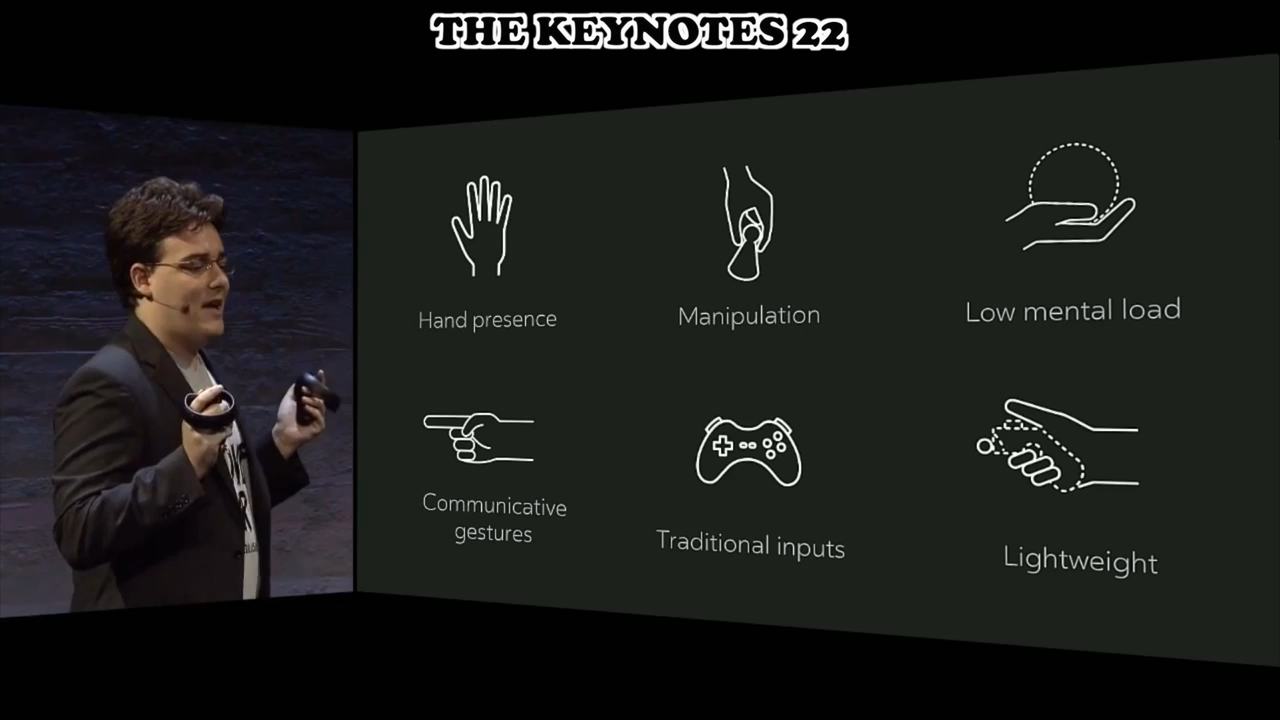 THE KEYNOTES 22
Hand presence
Manipulation
Low mental load
Communicative
gestures
Traditional inputs
Lightweight